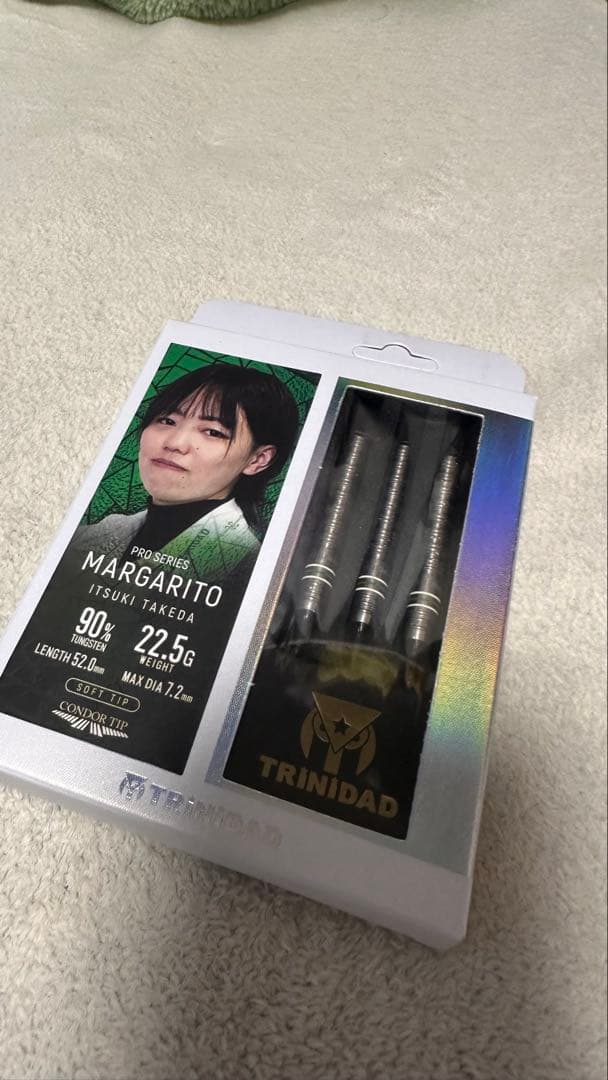 PRO SERIES
MARGARITO
ITSUKI TAKEDA
90%
TUNGSTEN
22.5G
WEIGHT
LENGTH 52.0mm
MAX DIA 7.2mm
SOFT TIP
CONDOR TIP
TRiNiDAD
TRiNiDAD